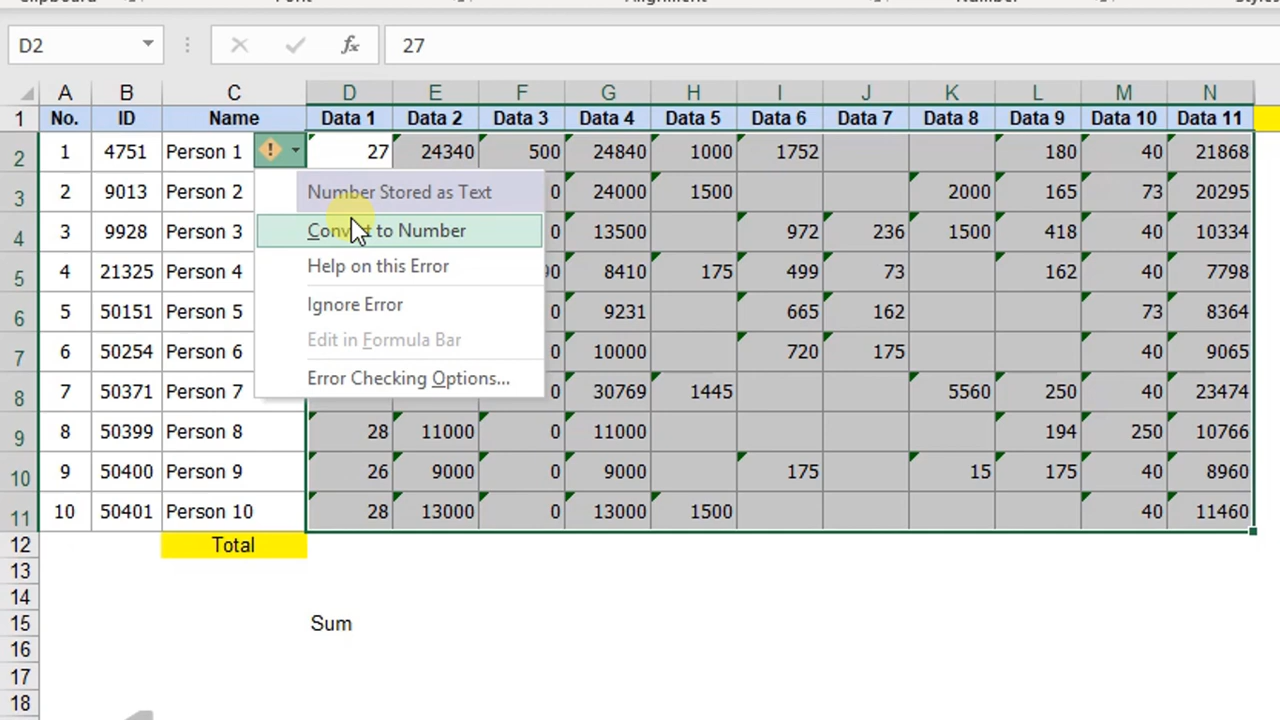 D2 fx 27
A B C D E F G H I J K L M N
1 No. ID Name Data 1 Data 2 Data 3 Data 4 Data 5 Data 6 Data 7 Data 8 Data 9 Data 10 Data 11
2 1 4751 Person 1 27 24340 500 24840 1000 1752 180 40 21868
3 2 9013 Person 2 0 24000 1500 2000 165 73 20295
4 3 9928 Person 3 0 13500 972 236 1500 418 40 10334
5 4 21325 Person 4 8410 175 499 73 162 40 7798
6 5 50151 Person 5 0 9231 665 162 73 8364
7 6 50254 Person 6 0 10000 720 175 40 9065
8 7 50371 Person 7 30769 1445 5560 250 40 23474
9 8 50399 Person 8 28 11000 0 11000 194 250 10766
10 9 50400 Person 9 26 9000 0 9000 175 15 175 40 8960
11 10 50401 Person 10 28 13000 0 13000 1500 40 11460
12 Total
13
14
15 Sum
16
17
18
Number Stored as Text
Convert to Number
Help on this Error
Ignore Error
Edit in Formula Bar
Error Checking Options...